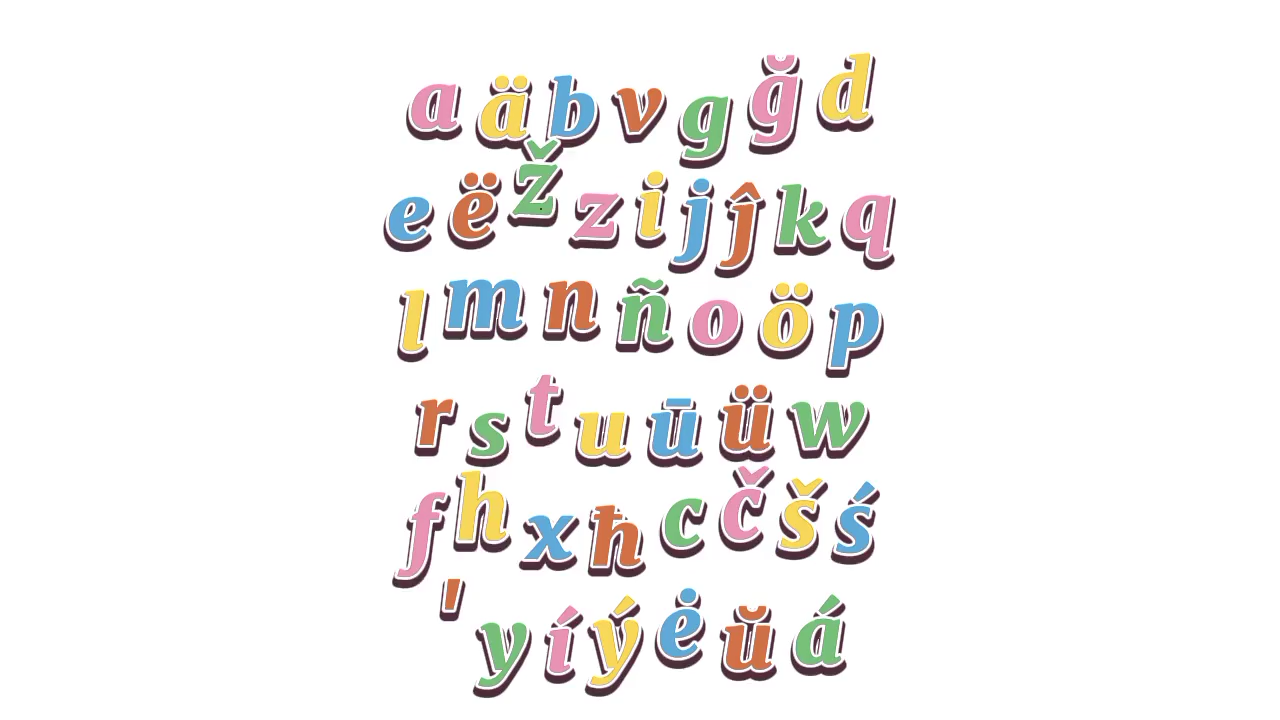 a ä b v g ğ d
e ë ž z i j ĵ k q
l m n ñ o ö p
r s t u ū ü w
f h x ħ c č š ś
' y í ý ė ŭ á